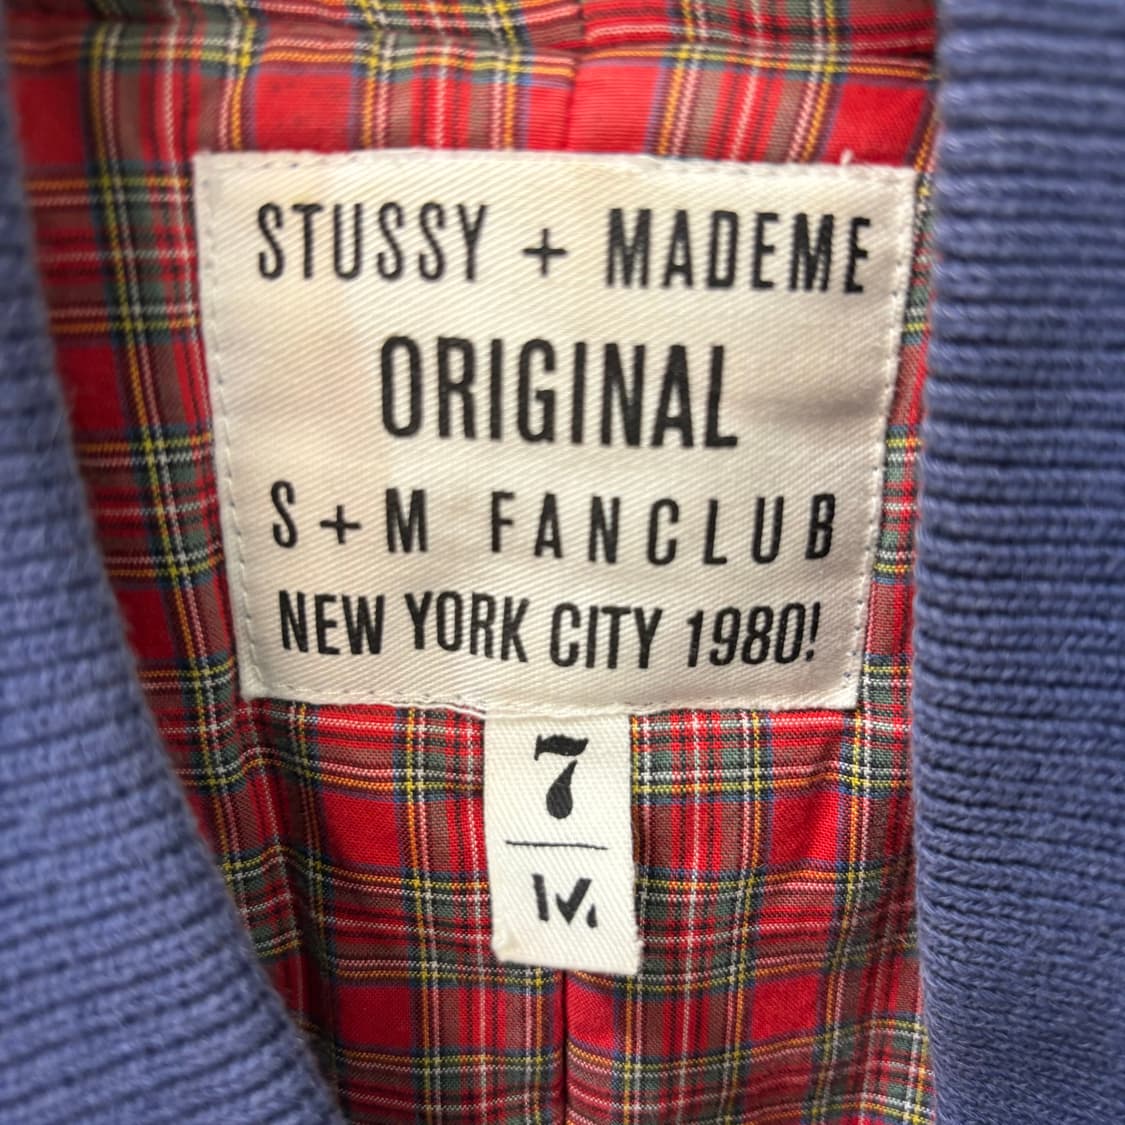 STUSSY + MADEME
ORIGINAL
S + M FANCLUB
NEW YORK CITY 1980!
7
M